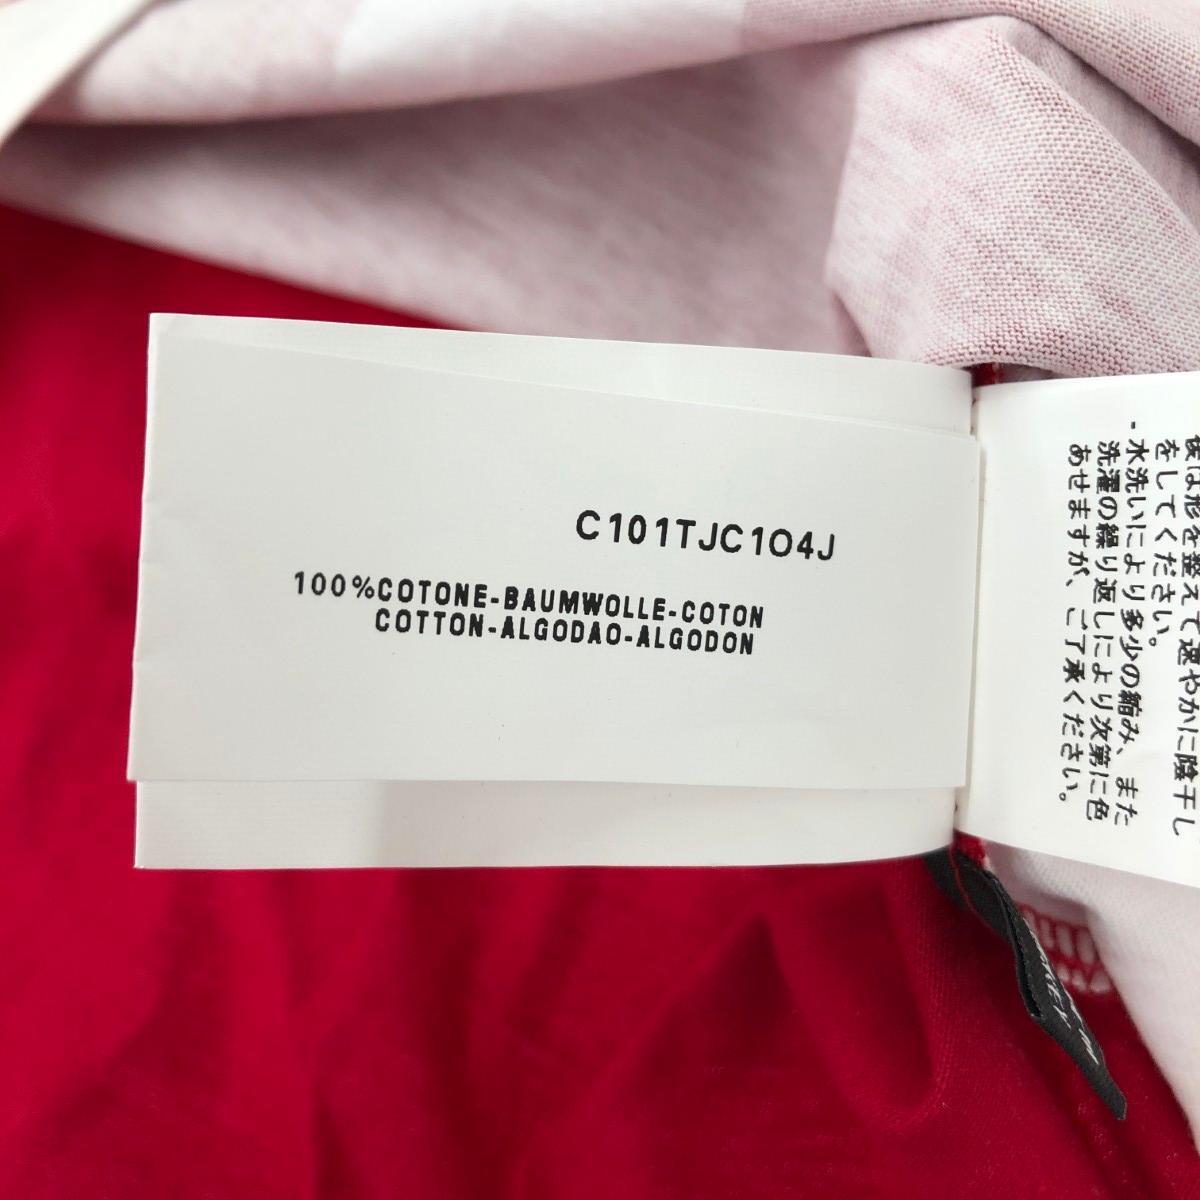 C101TJC104J
100%COTONE-BAUMWOLLE-COTON
COTTON-ALGODAO-ALGODON
後は形を整えて速やかに陰干し
をしてください。
-水洗いにより多少の縮み、また
洗濯の繰り返しにより次第に色
あせますが、ご了承ください。